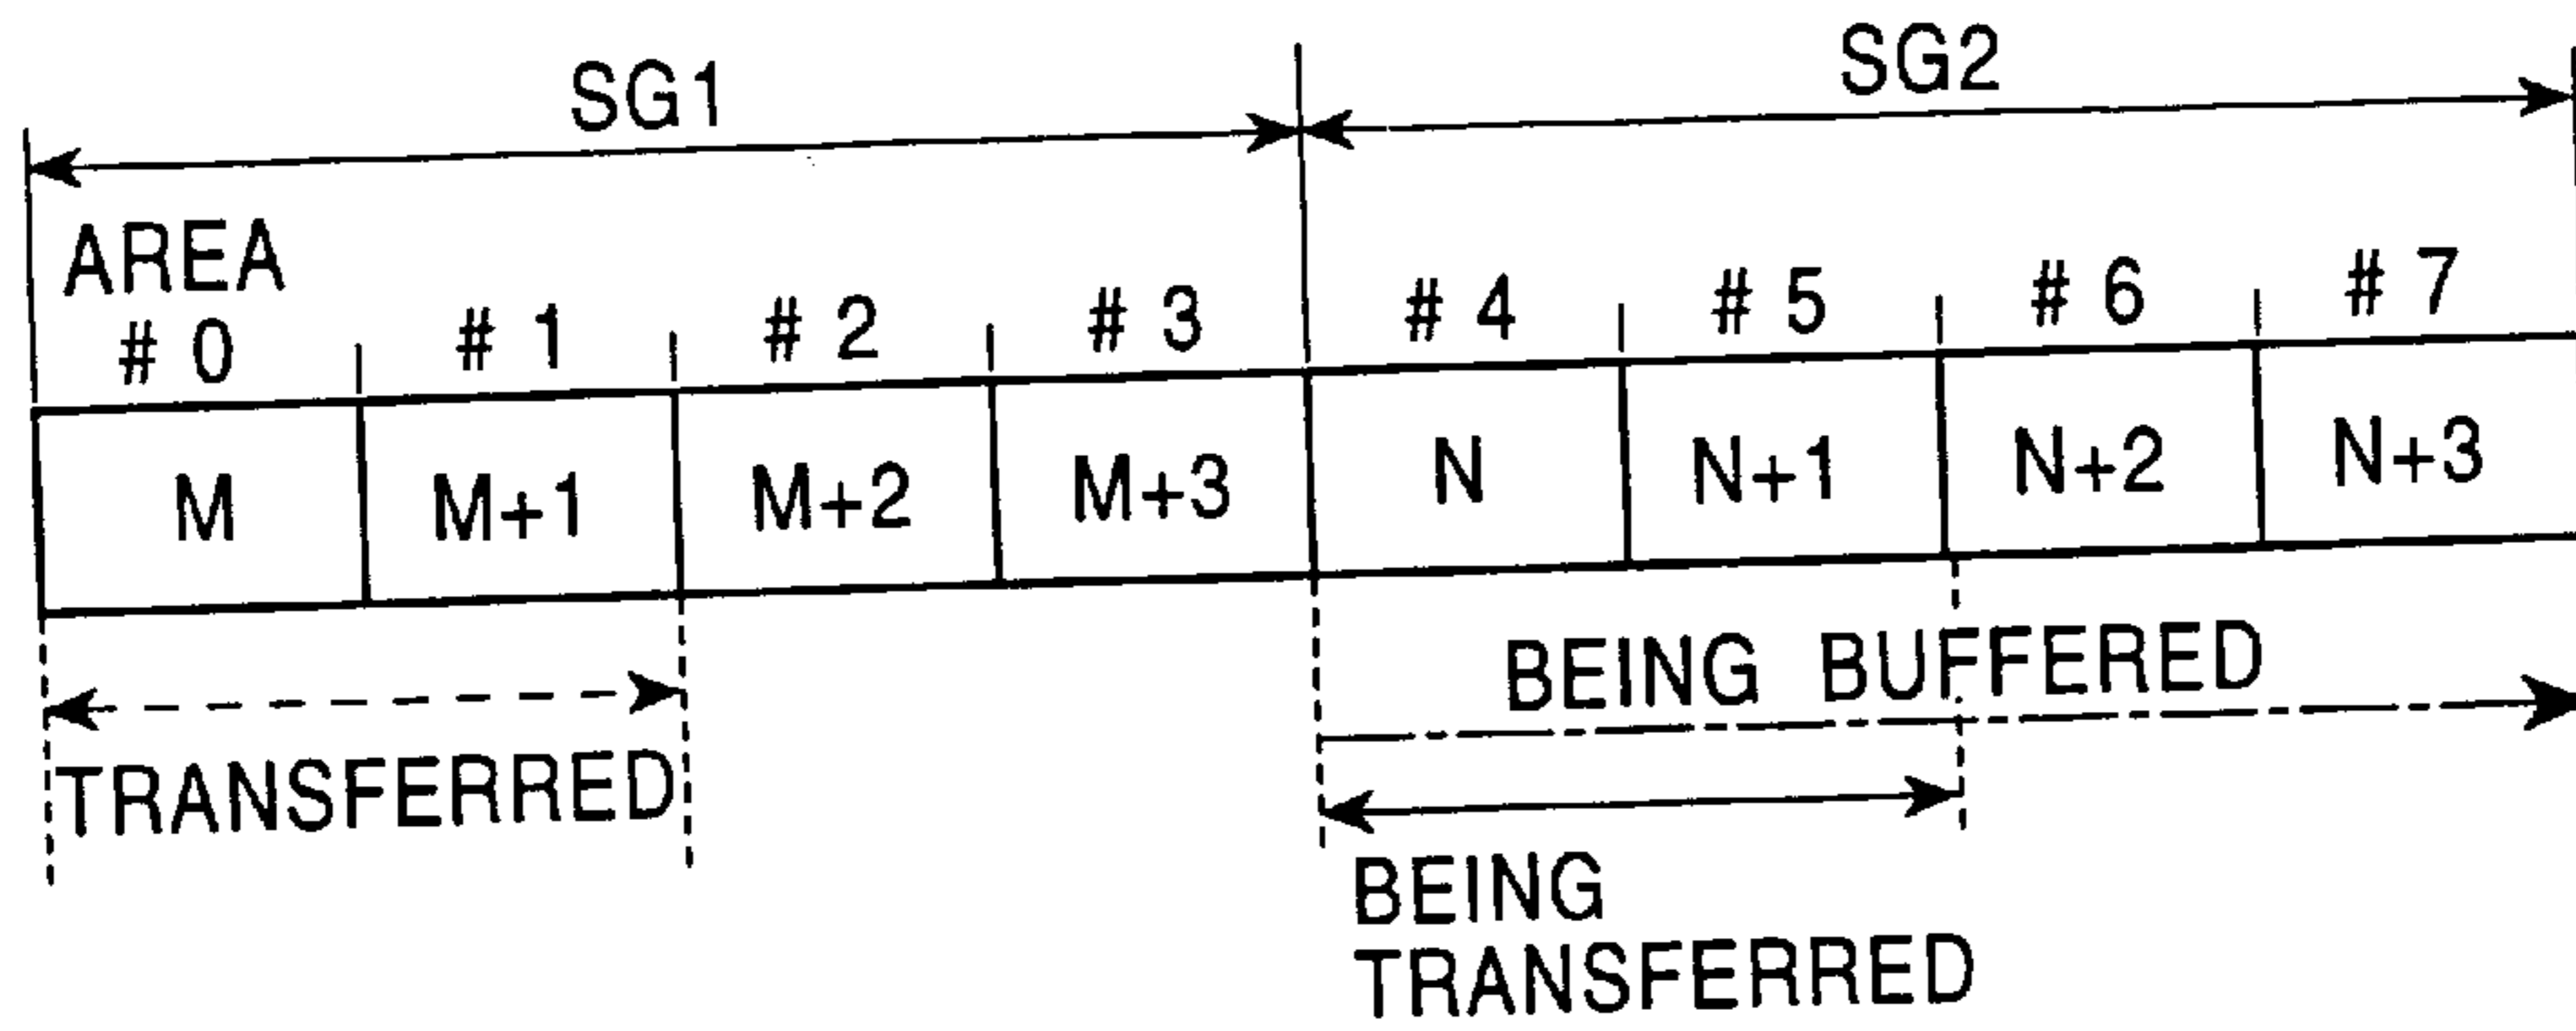 SG1 SG2
AREA
# 0 # 1 # 2 # 3 # 4 # 5 # 6 # 7
M M+1 M+2 M+3 N N+1 N+2 N+3
BEING BUFFERED
TRANSFERRED
BEING
TRANSFERRED